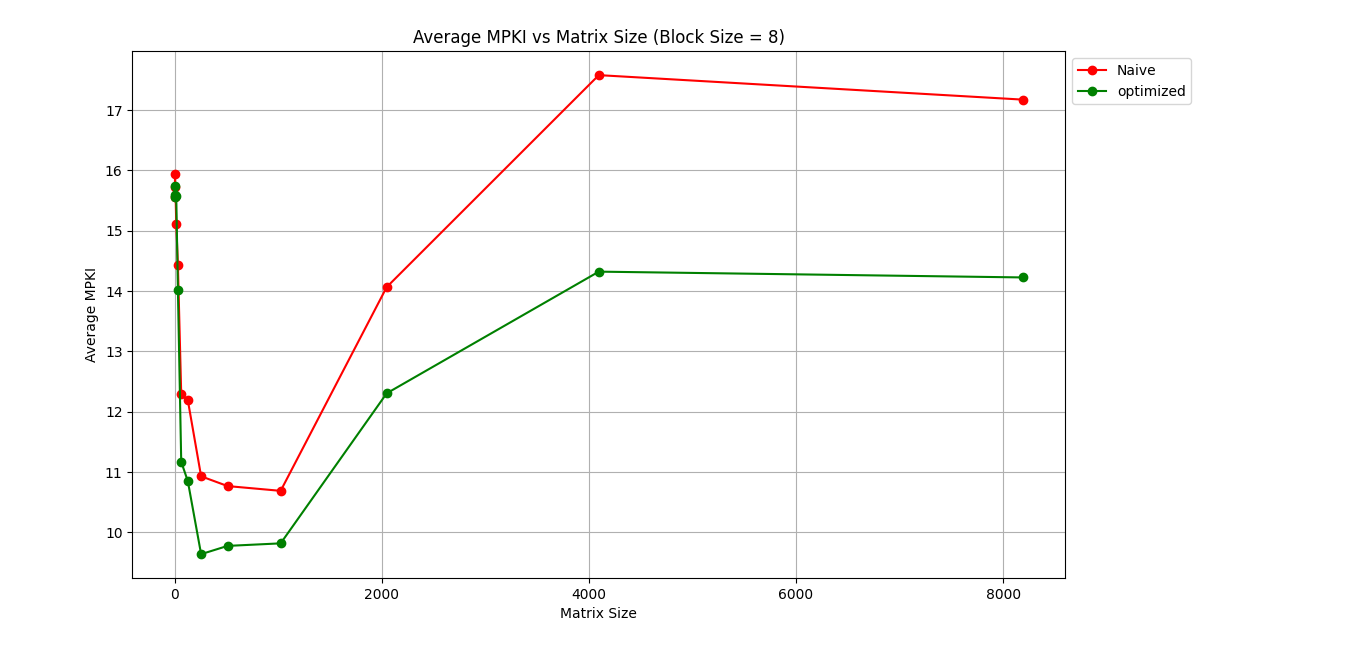 Average MPKI vs Matrix Size (Block Size = 8)
Naive
optimized
17
16
15
14
13
12
11
10
Average MPKI
0 2000 4000 6000 8000
Matrix Size